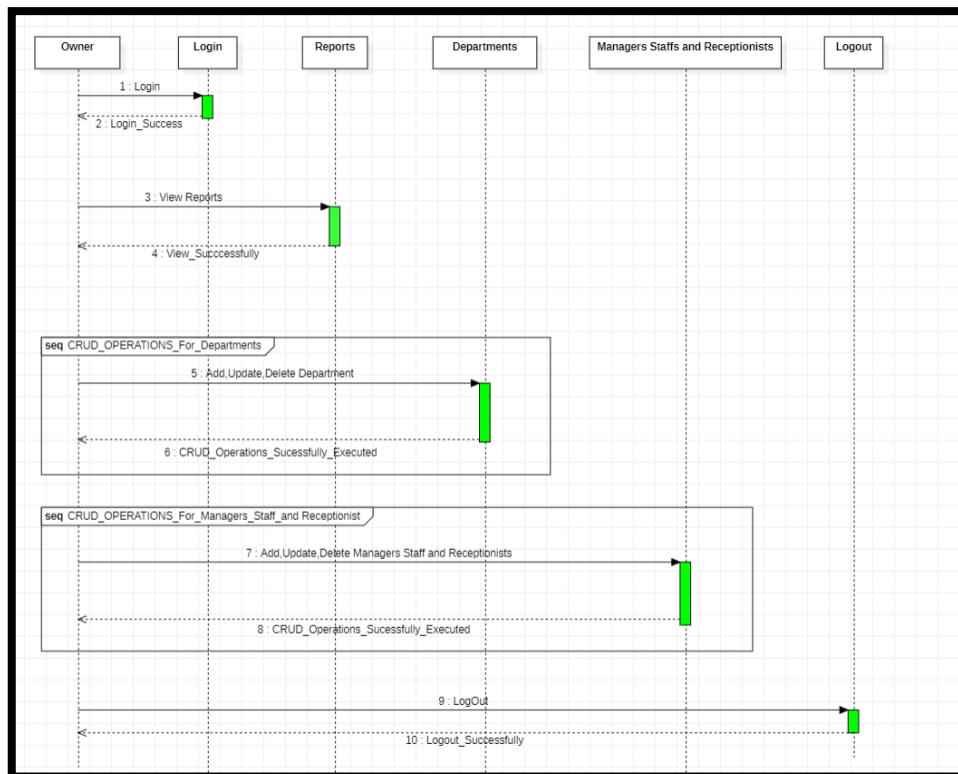 Owner
Login
Reports
Departments
Managers Staffs and Receptionists
Logout
1 : Login
2 : Login_Success
3 : View Reports
4 : View_Succcessfully
seq CRUD_OPERATIONS_For_Departments
5 : Add,Update,Delete Department
6 : CRUD_Operations_Sucessfully_Executed
seq CRUD_OPERATIONS_For_Managers_Staff_and Receptionist
7 : Add,Update,Delete Managers Staff and Receptionists
8 : CRUD_Operations_Sucessfully_Executed
9 : LogOut
10 : Logout_Successfully